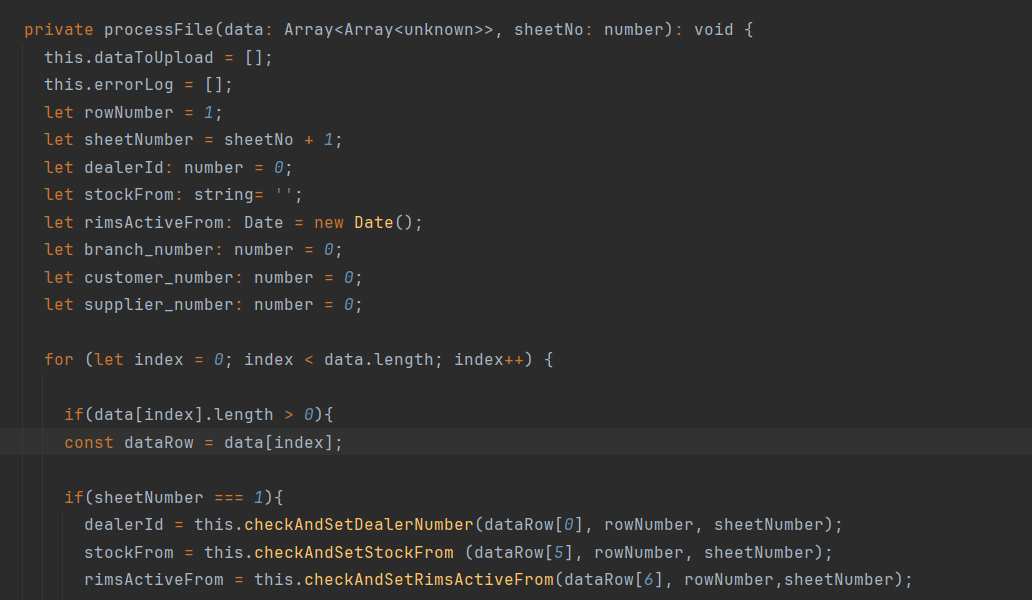 private processFile(data: Array<Array<unknown>>, sheetNo: number): void {
this.dataToUpload = [];
this.errorLog = [];
let rowNumber = 1;
let sheetNumber = sheetNo + 1;
let dealerId: number = 0;
let stockFrom: string= '';
let rimsActiveFrom: Date = new Date();
let branch_number: number = 0;
let customer_number: number = 0;
let supplier_number: number = 0;
for (let index = 0; index < data.length; index++) {
if(data[index].length > 0){
const dataRow = data[index];
if(sheetNumber === 1){
dealerId = this.checkAndSetDealerNumber(dataRow[0], rowNumber, sheetNumber);
stockFrom = this.checkAndSetStockFrom (dataRow[5], rowNumber, sheetNumber);
rimsActiveFrom = this.checkAndSetRimsActiveFrom(dataRow[6], rowNumber,sheetNumber);